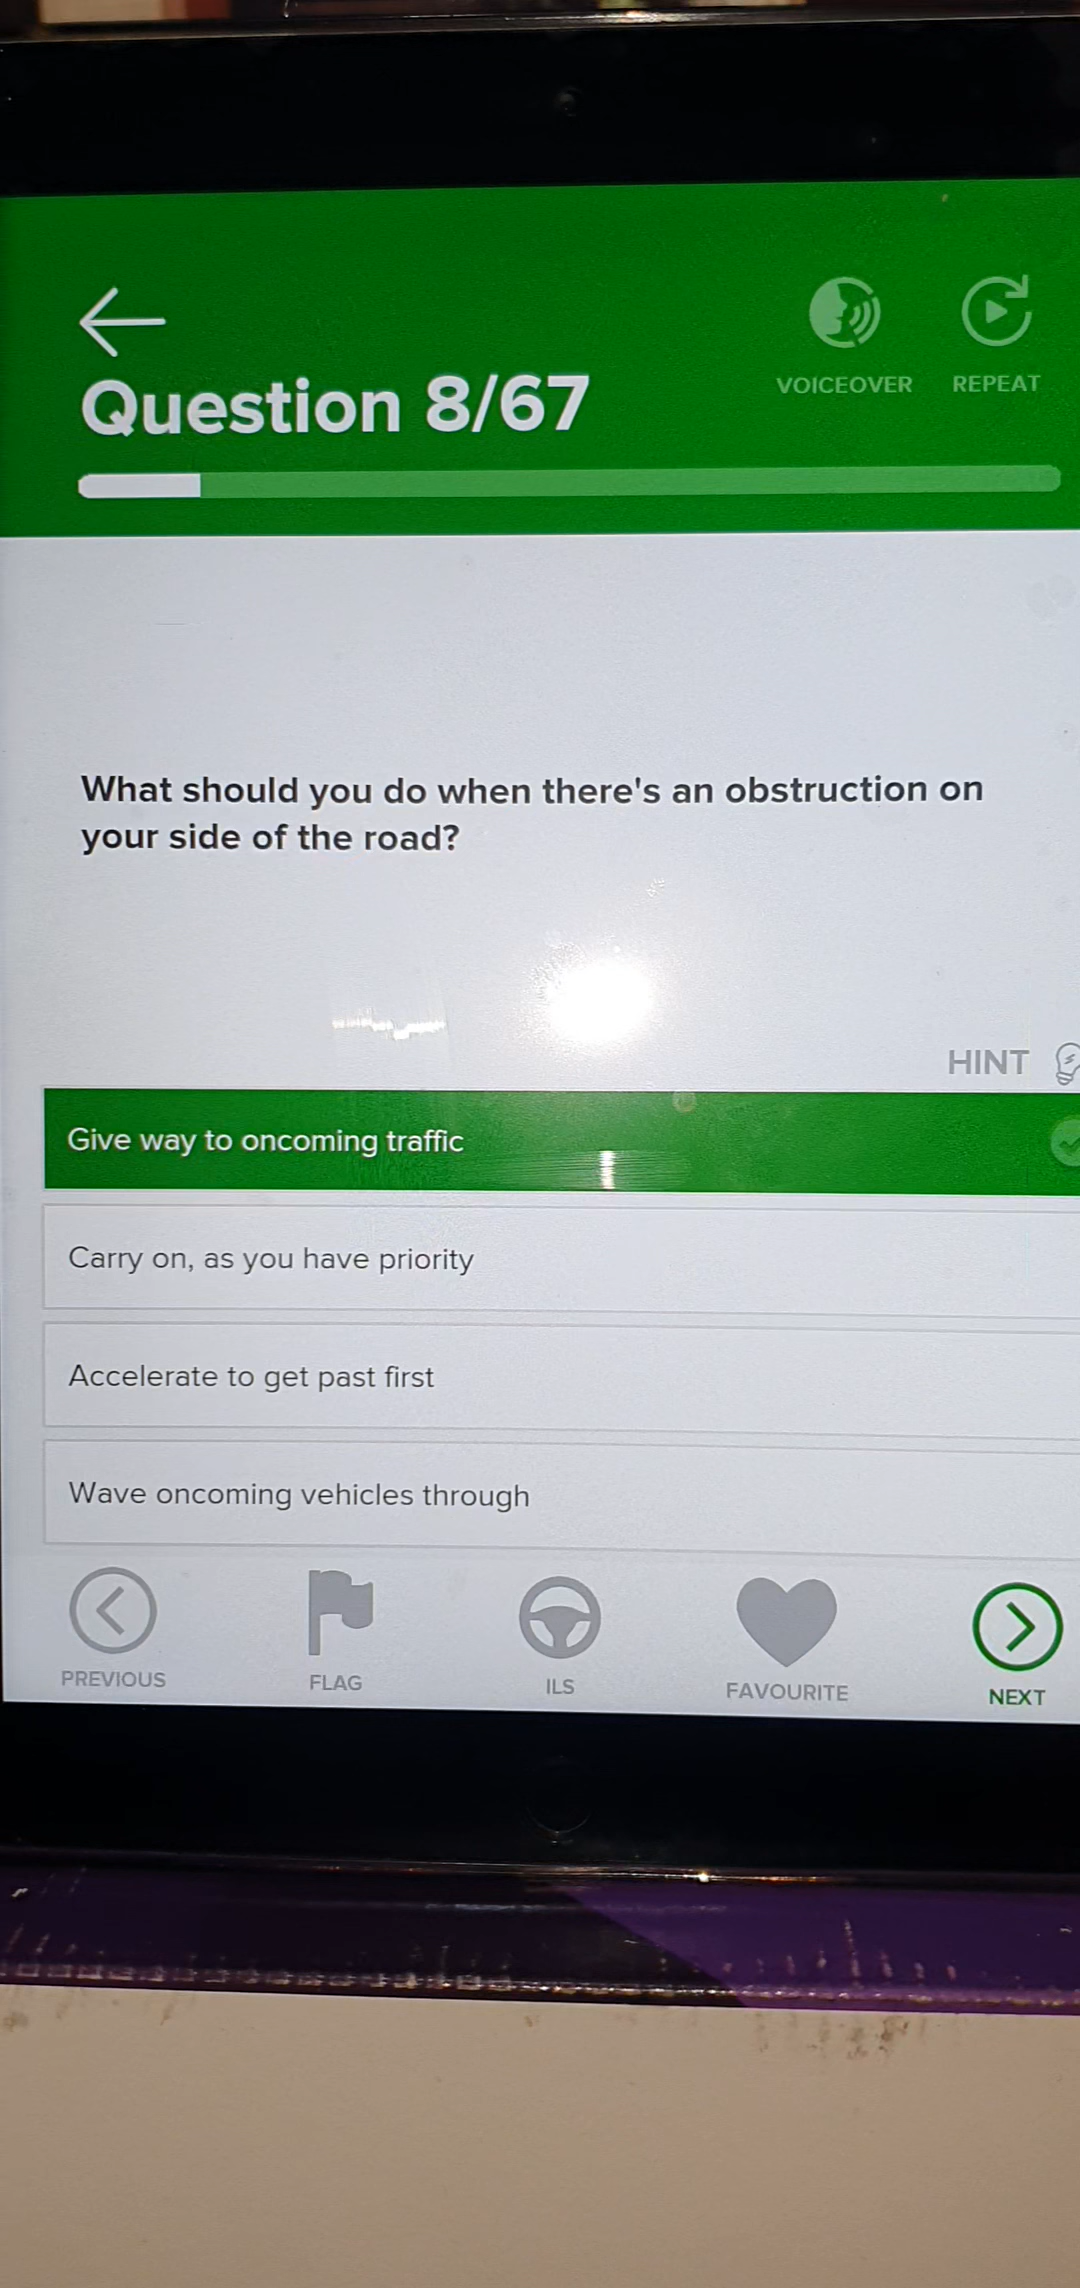 VOICEOVER REPEAT
Question 8/67
What should you do when there's an obstruction on
your side of the road?
HINT
Give way to oncoming traffic
Carry on, as you have priority
Accelerate to get past first
Wave oncoming vehicles through
PREVIOUS FLAG ILS FAVOURITE NEXT